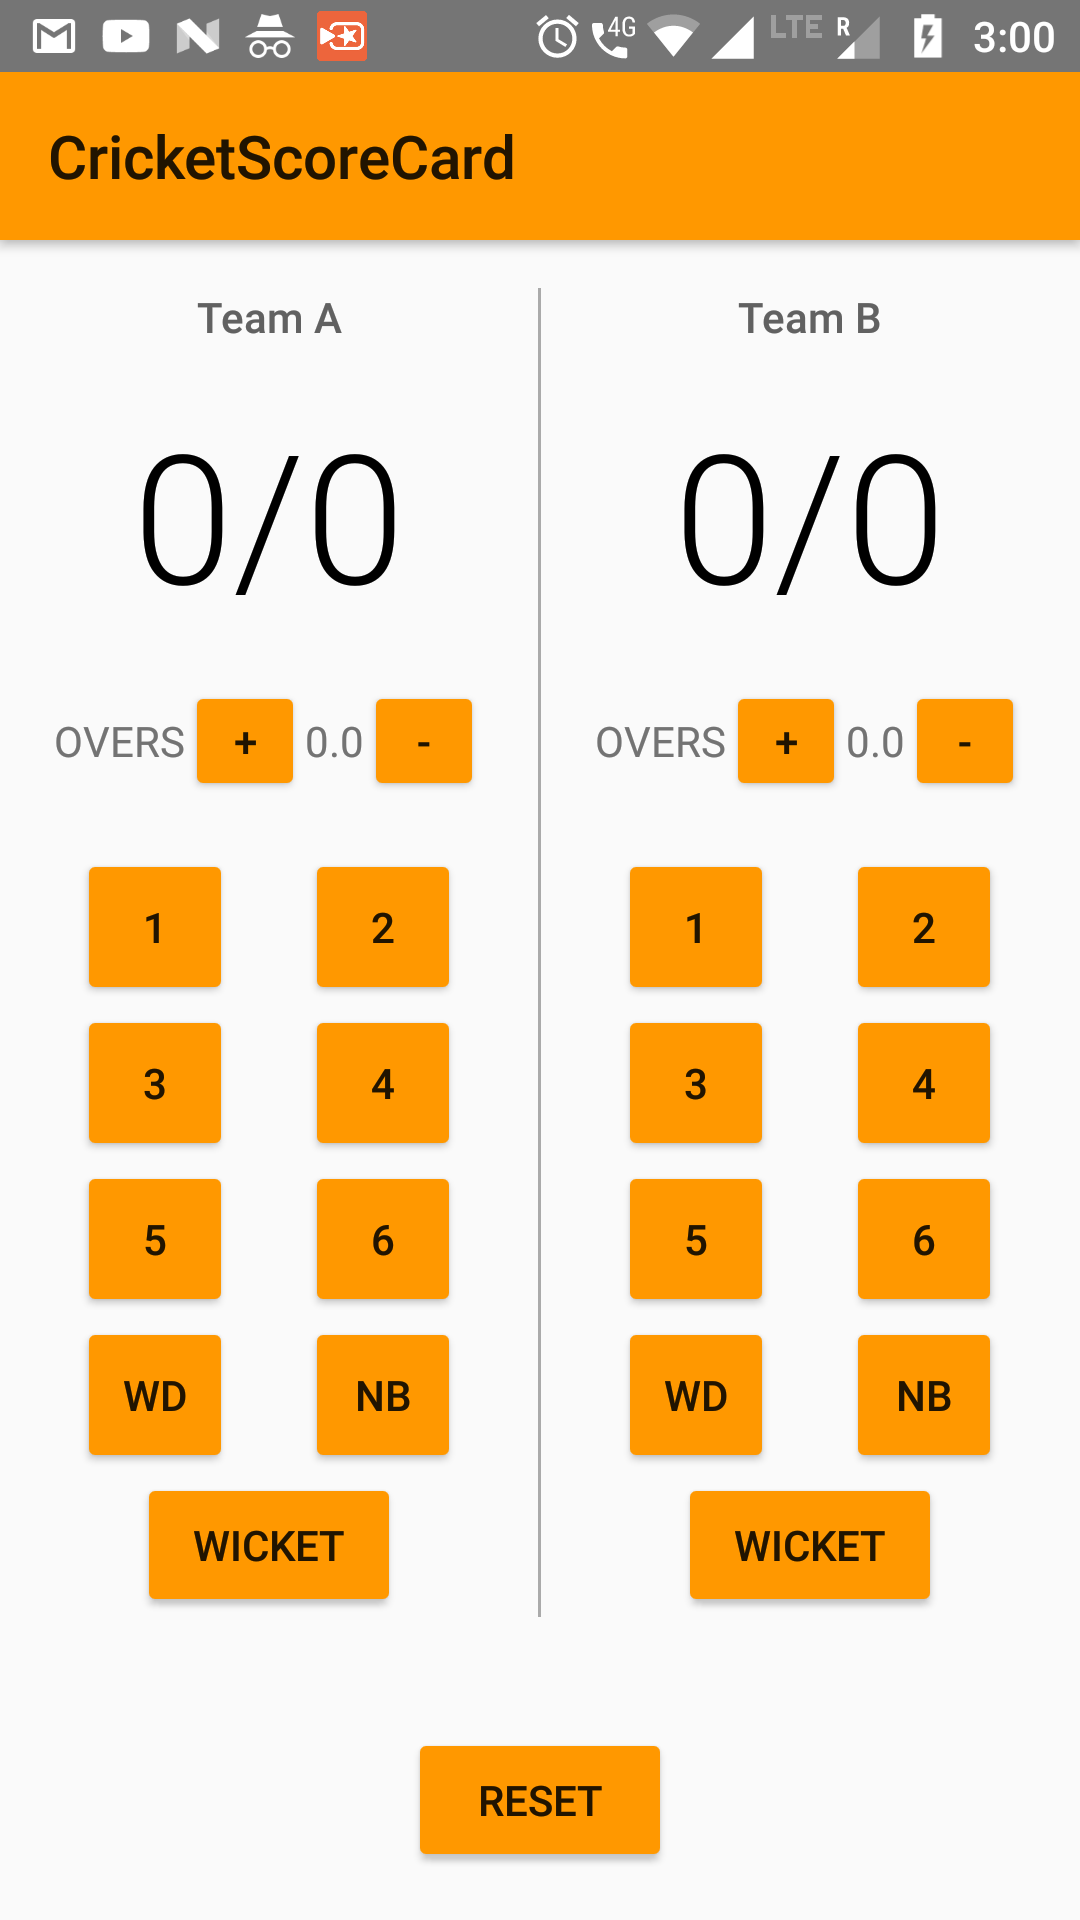 4G LTE R 3:00
CricketScoreCard
Team A
0/0
OVERS + 0.0 -
1 2
3 4
5 6
WD NB
WICKET
Team B
0/0
OVERS + 0.0 -
1 2
3 4
5 6
WD NB
WICKET
RESET